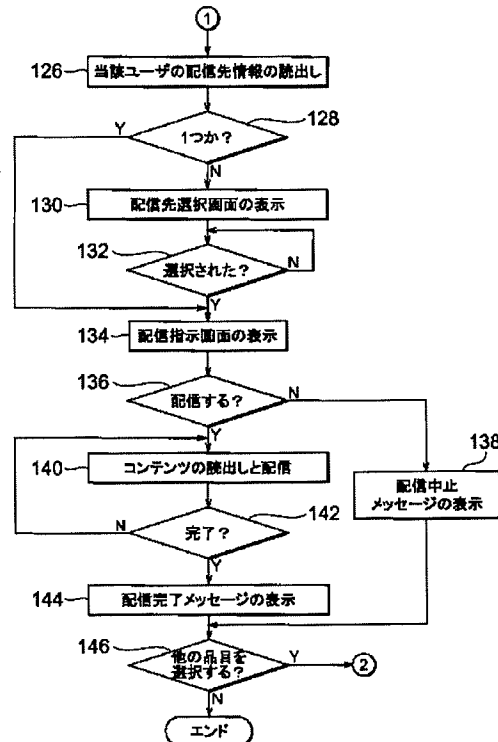 1
126
当該ユーザの配信先情報の読出し
Y
1つか?
128
N
130
配信先選択画面の表示
132
選択された?
N
Y
134
配信指示画面の表示
136
配信する?
N
Y
138
140
コンテンツの読出しと配信
配信中止
メッセージの表示
N
完了?
142
Y
144
配信完了メッセージの表示
146
他の品目を
選択する?
Y
2
N
エンド